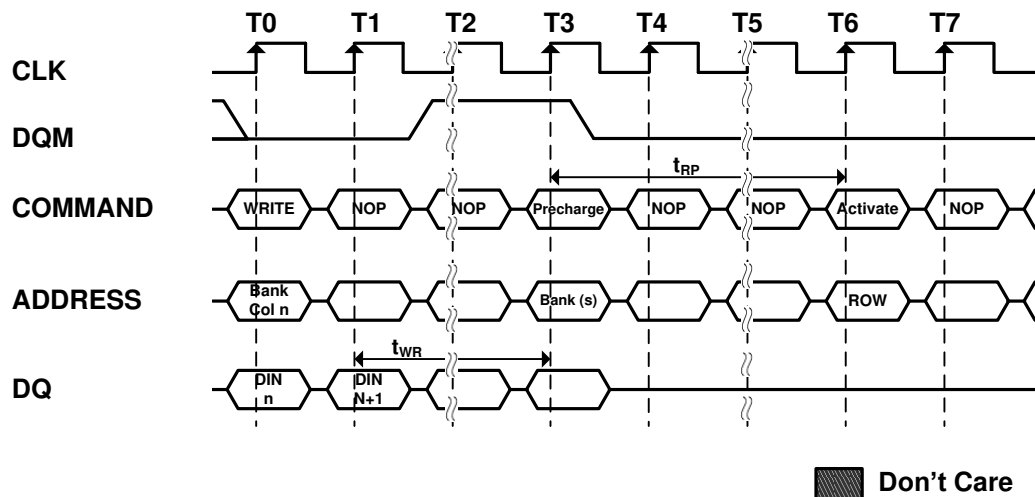 T0 T1 T2 T3 T4 T5 T6 T7
CLK
DQM
tRP
COMMAND WRITE NOP NOP Precharge NOP NOP Activate NOP
ADDRESS Bank Col n Bank (s) ROW
tWR
DQ DIN n DIN N+1
Don't Care